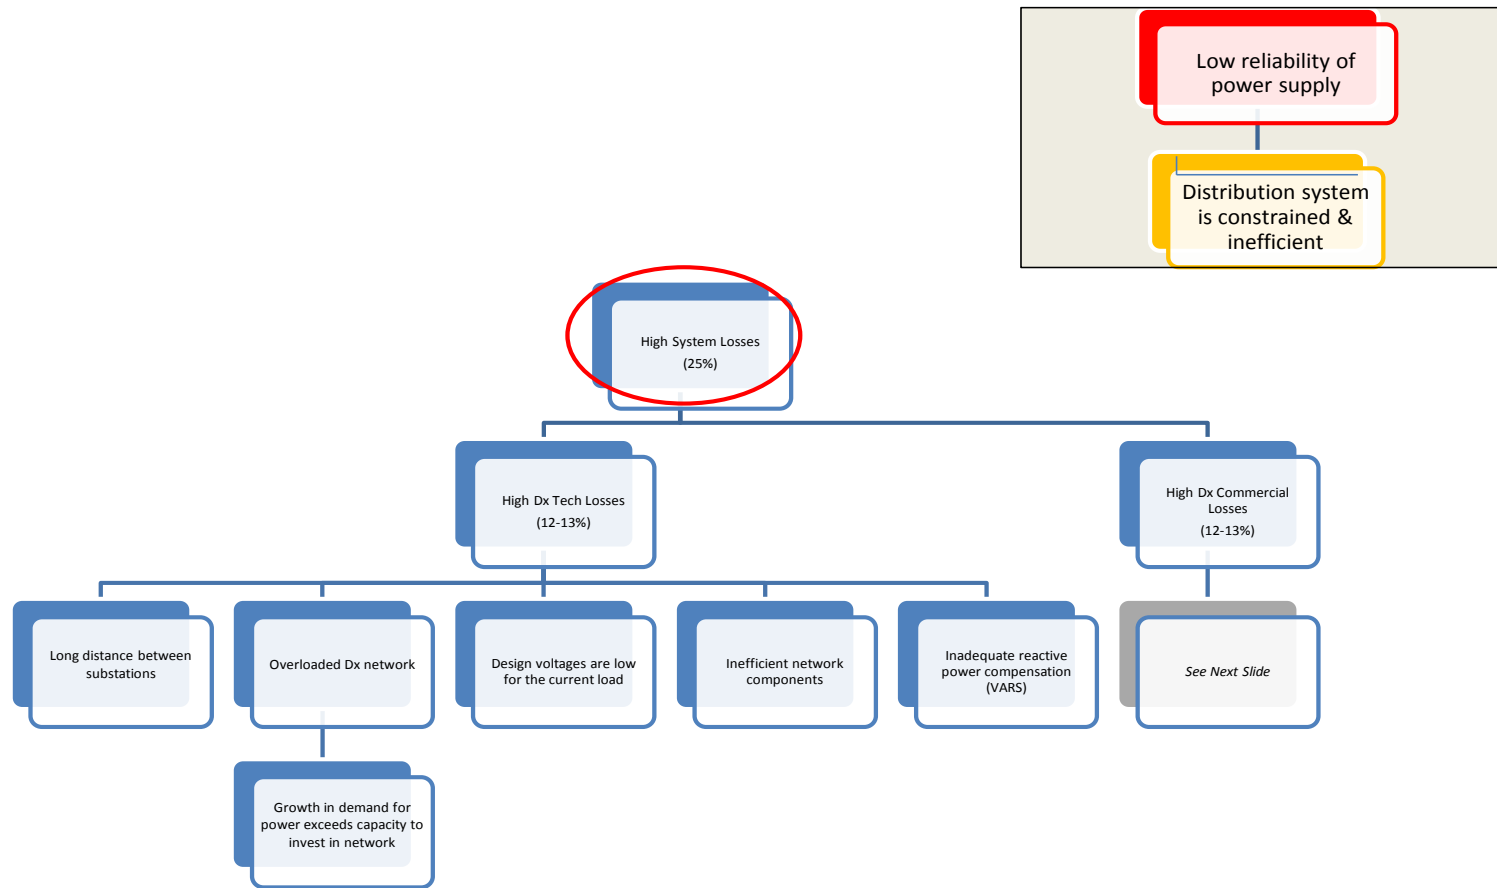 Low reliability of
power supply
Distribution system
is constrained &
inefficient
High System Losses
(25%)
High Dx Tech Losses
(12-13%)
High Dx Commercial
Losses
(12-13%)
Long distance between
substations
Overloaded Dx network
Design voltages are low
for the current load
Inefficient network
components
Inadequate reactive
power compensation
(VARS)
See Next Slide
Growth in demand for
power exceeds capacity to
invest in network